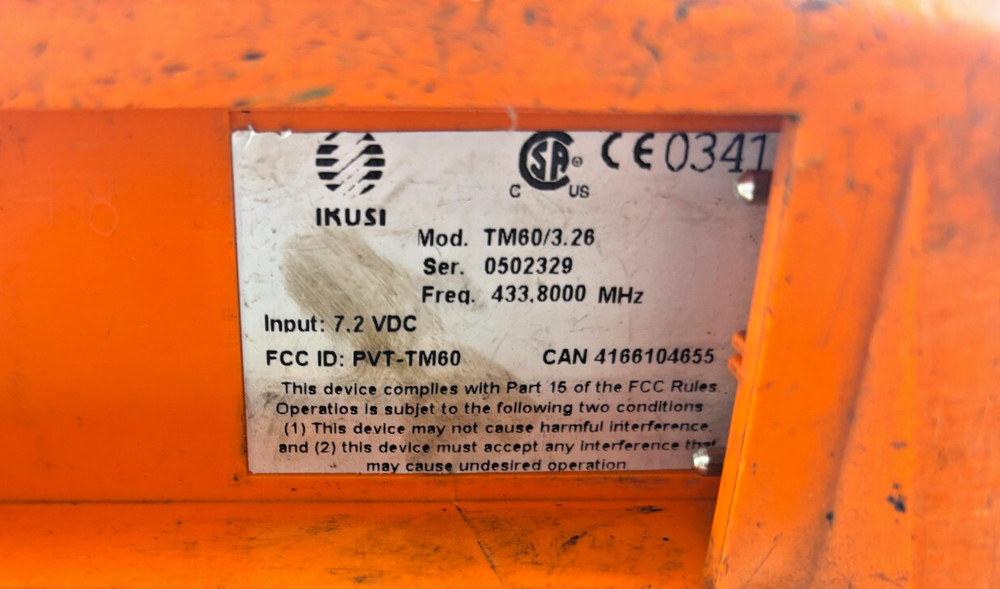 IKUSI
CSA ® C US CE 0341
Mod. TM60/3.26
Ser. 0502329
Freq. 433,8000 MHz
Input: 7.2 VDC
FCC ID: PVT-TM60 CAN 4166104655
This device complies with Part 15 of the FCC Rules.
Operatios is subjet to the following two conditions
(1) This device may not cause harmful interference,
and (2) this device must accept any interference that
may cause undesired operation